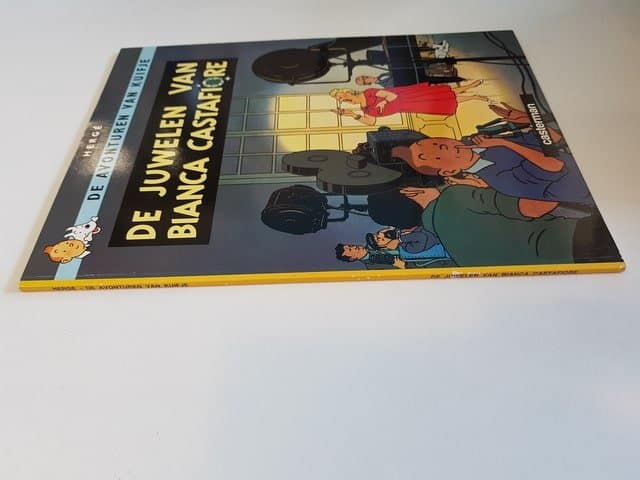 HERGÉ
DE AVONTUREN VAN KUIFJE
DE JUWELEN VAN
BIANCA CASTAFIORE
casterman
HERGÉ - DE AVONTUREN VAN KUIFJE
DE JUWELEN VAN BIANCA CASTAFIORE